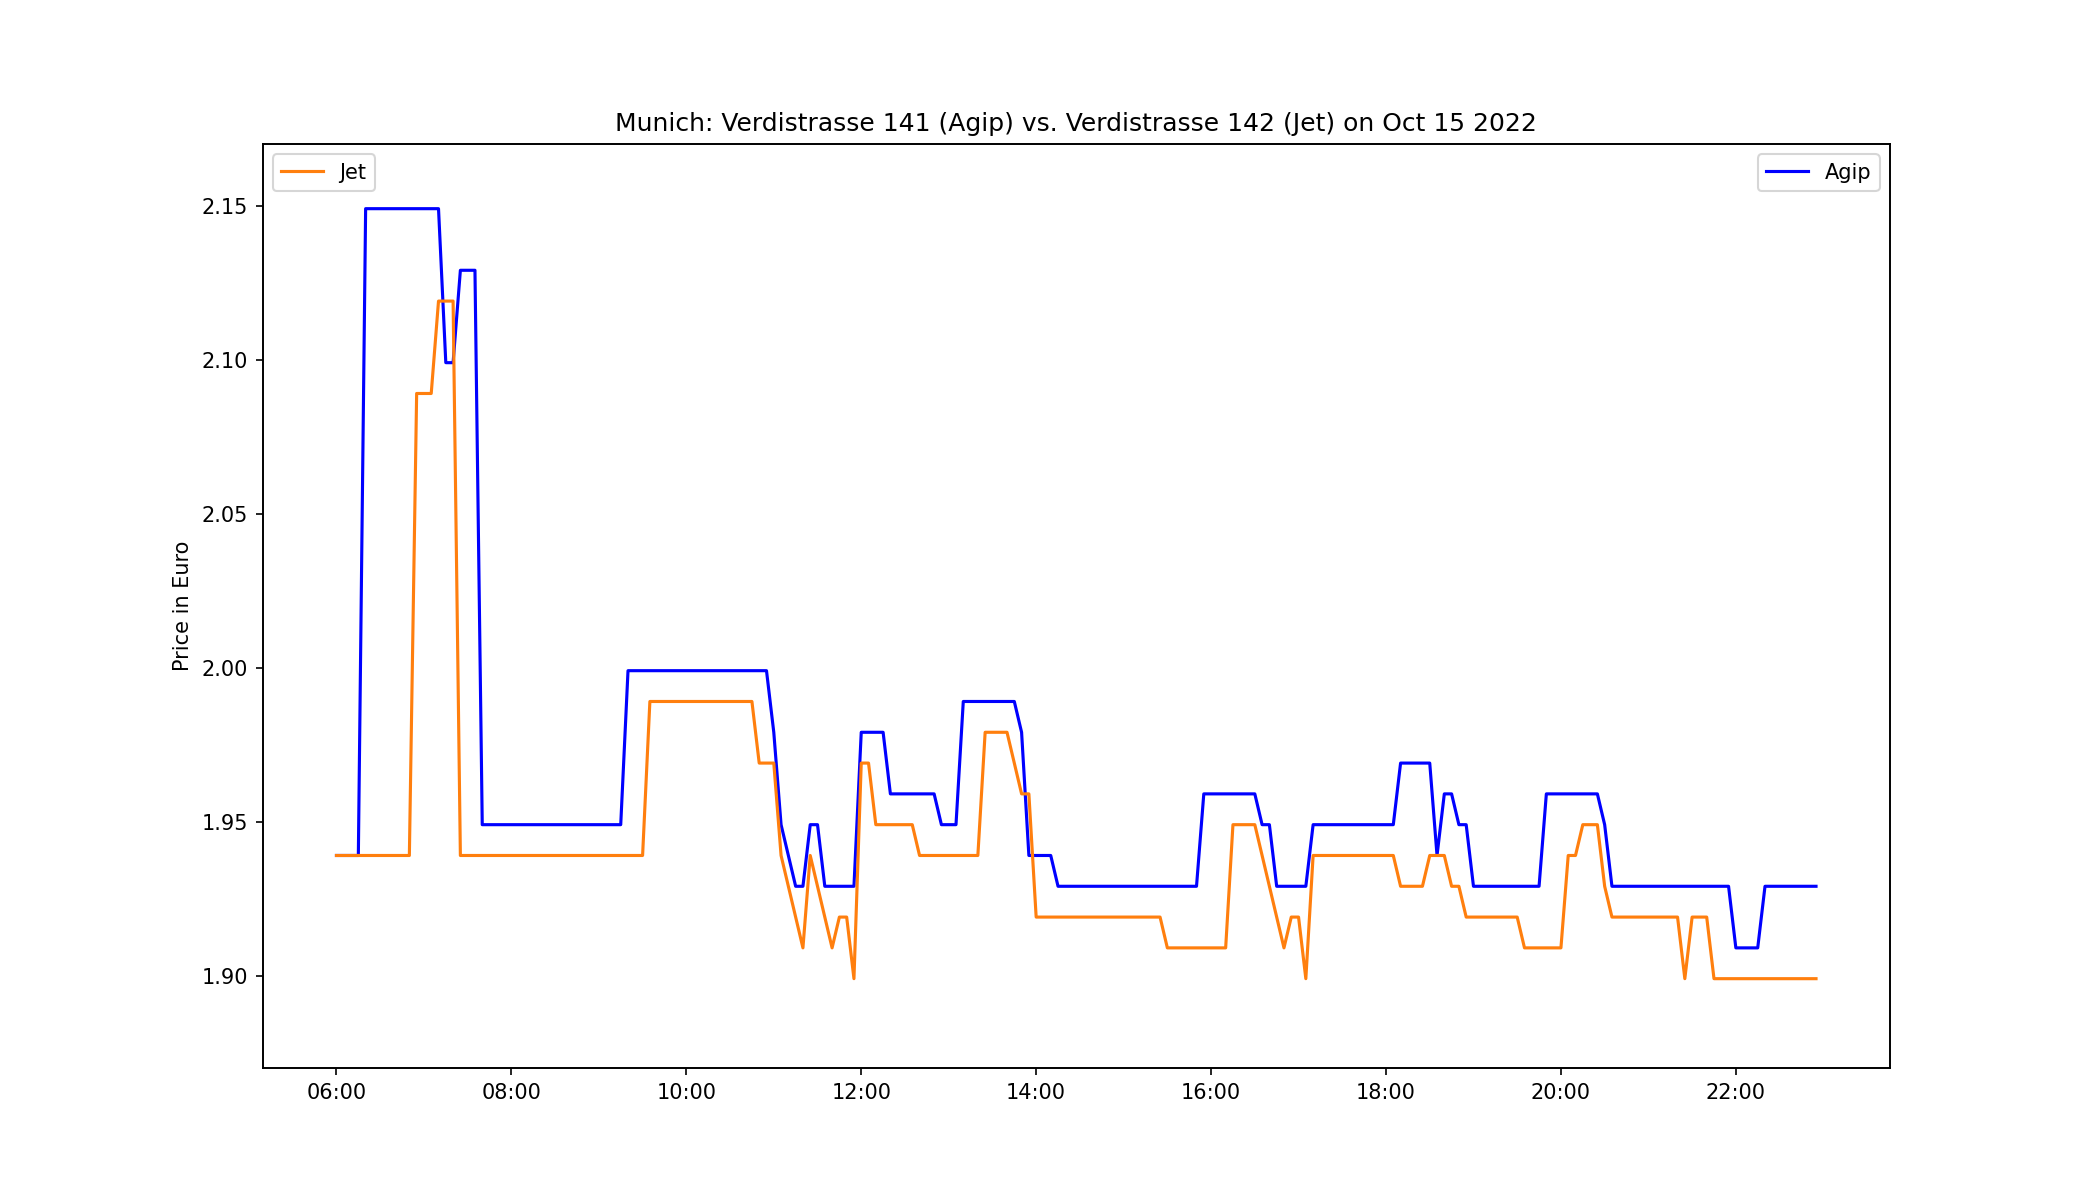 Munich: Verdistrasse 141 (Agip) vs. Verdistrasse 142 (Jet) on Oct 15 2022
Jet
Agip
Price in Euro
2.15
2.10
2.05
2.00
1.95
1.90
06:00 08:00 10:00 12:00 14:00 16:00 18:00 20:00 22:00